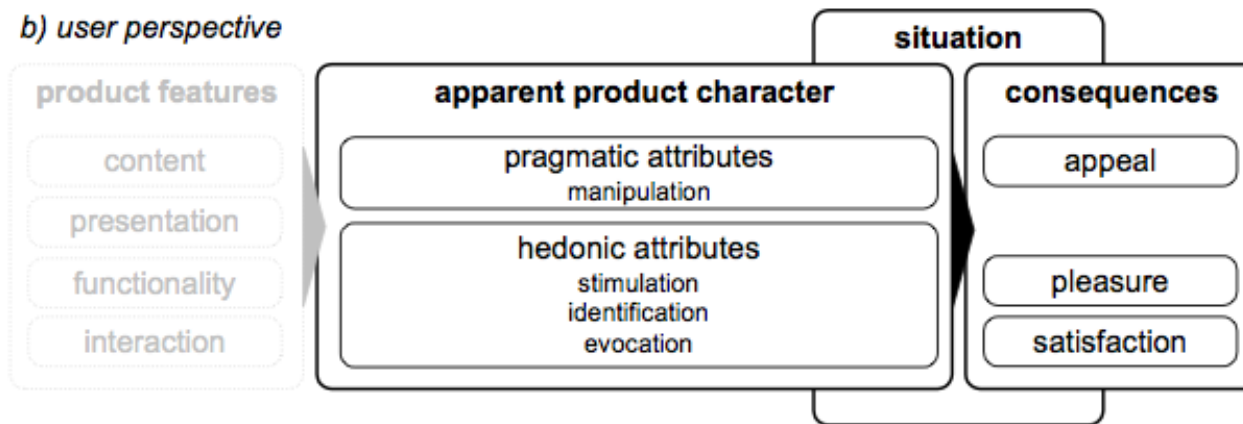 b) user perspective
situation
product features
content
presentation
functionality
interaction
apparent product character
pragmatic attributes
manipulation
hedonic attributes
stimulation
identification
evocation
consequences
appeal
pleasure
satisfaction